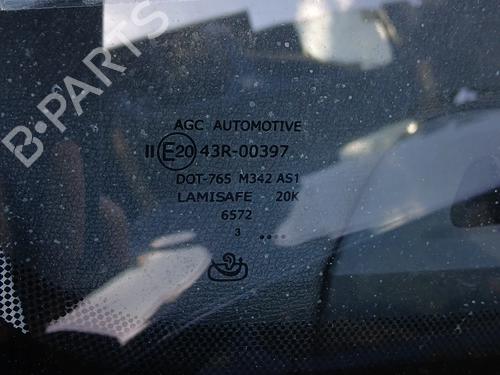 AGC AUTOMOTIVE
II E20 43R-00397
DOT-765 M342 AS1
LAMISAFE 20K
6572
3 ....
B-PARTS